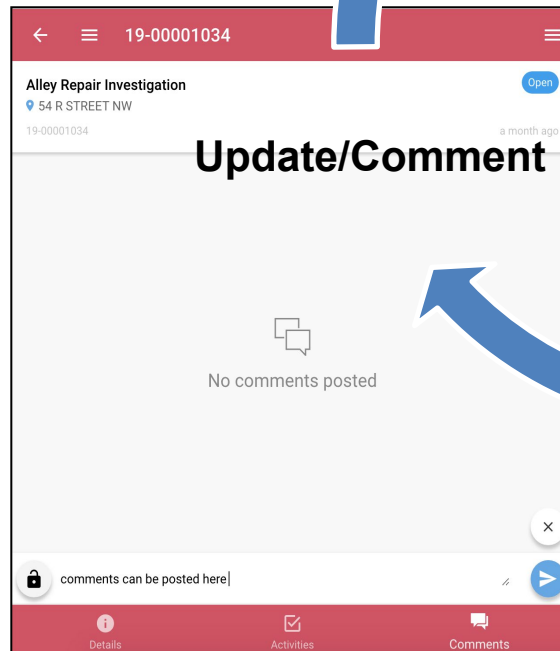 19-00001034
Alley Repair Investigation
Open
54 R STREET NW
19-00001034
a month ago
Update/Comment
No comments posted
comments can be posted here
Details
Activities
Comments